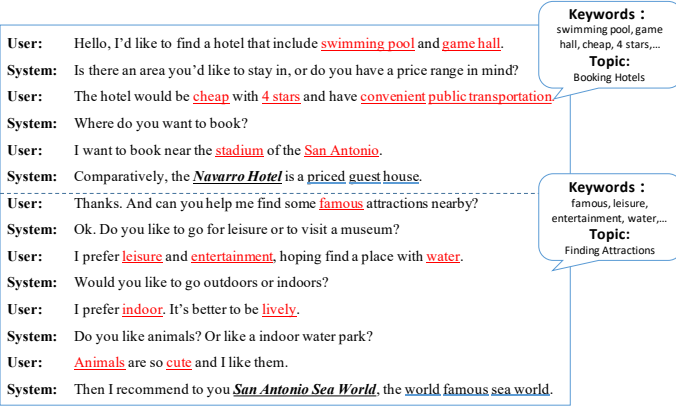 User: Hello, I'd like to find a hotel that include swimming pool and game hall.
System: Is there an area you'd like to stay in, or do you have a price range in mind?
User: The hotel would be cheap with 4 stars and have convenient public transportation.
System: Where do you want to book?
User: I want to book near the stadium of the San Antonio.
System: Comparatively, the Navarro Hotel is a priced guest house.
Keywords：
swimming pool, game
hall, cheap, 4 stars,...
Topic:
Booking Hotels
User: Thanks. And can you help me find some famous attractions nearby?
System: Ok. Do you like to go for leisure or to visit a museum?
User: I prefer leisure and entertainment, hoping find a place with water.
System: Would you like to go outdoors or indoors?
User: I prefer indoor. It's better to be lively.
System: Do you like animals? Or like a indoor water park?
User: Animals are so cute and I like them.
System: Then I recommend to you San Antonio Sea World, the world famous sea world.
Keywords：
famous, leisure,
entertainment, water,...
Topic:
Finding Attractions